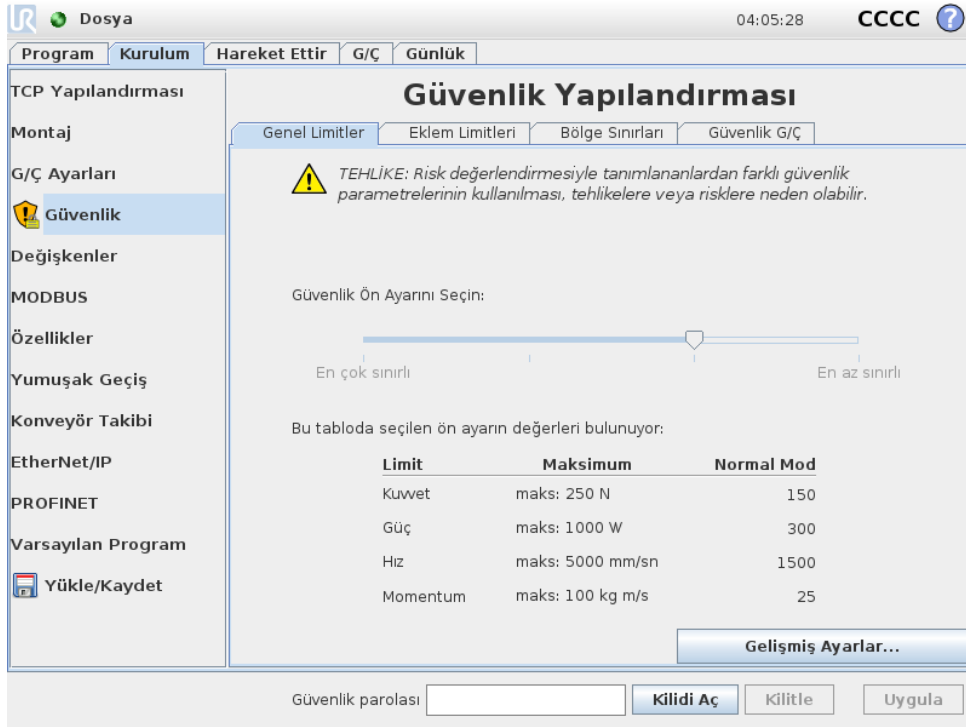 UR Dosya 04:05:28 CCCC ?
Program Kurulum Hareket Ettir G/Ç Günlük
TCP Yapılandırması
Montaj
G/Ç Ayarları
Güvenlik
Değişkenler
MODBUS
Özellikler
Yumuşak Geçiş
Konveyör Takibi
EtherNet/IP
PROFINET
Varsayılan Program
Yükle/Kaydet
Güvenlik Yapılandırması
Genel Limitler Eklem Limitleri Bölge Sınırları Güvenlik G/Ç
TEHLİKE: Risk değerlendirmesiyle tanımlananlardan farklı güvenlik
parametrelerinin kullanılması, tehlikelere veya risklere neden olabilir.
Güvenlik Ön Ayarını Seçin:
En çok sınırlı En az sınırlı
Bu tabloda seçilen ön ayarın değerleri bulunuyor:
Limit Maksimum Normal Mod
Kuvvet maks: 250 N 150
Güç maks: 1000 W 300
Hız maks: 5000 mm/sn 1500
Momentum maks: 100 kg m/s 25
Gelişmiş Ayarlar...
Güvenlik parolası Kilidi Aç Kilitle Uygula